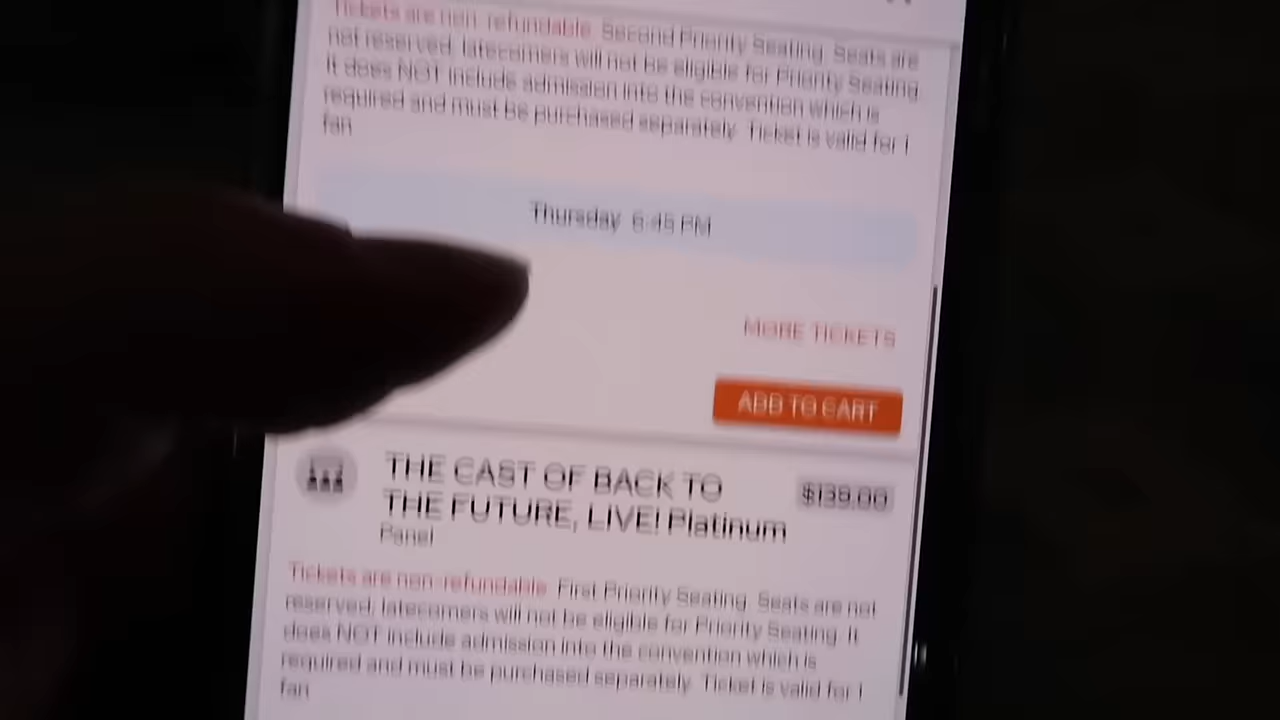 Tickets are non-refundable. Second Priority Seating. Seats are
not reserved; latecomers will not be eligible for Priority Seating.
It does NOT include admission into the convention which is
required and must be purchased separately. Ticket is valid for 1
fan
Thursday 6:45 PM
MORE TICKETS
ADD TO CART
THE CAST OF BACK TO
THE FUTURE, LIVE! Platinum
$139.00
Panel
Tickets are non-refundable. First Priority Seating. Seats are not
reserved; latecomers will not be eligible for Priority Seating. It
does NOT include admission into the convention which is
required and must be purchased separately. Ticket is valid for 1
fan